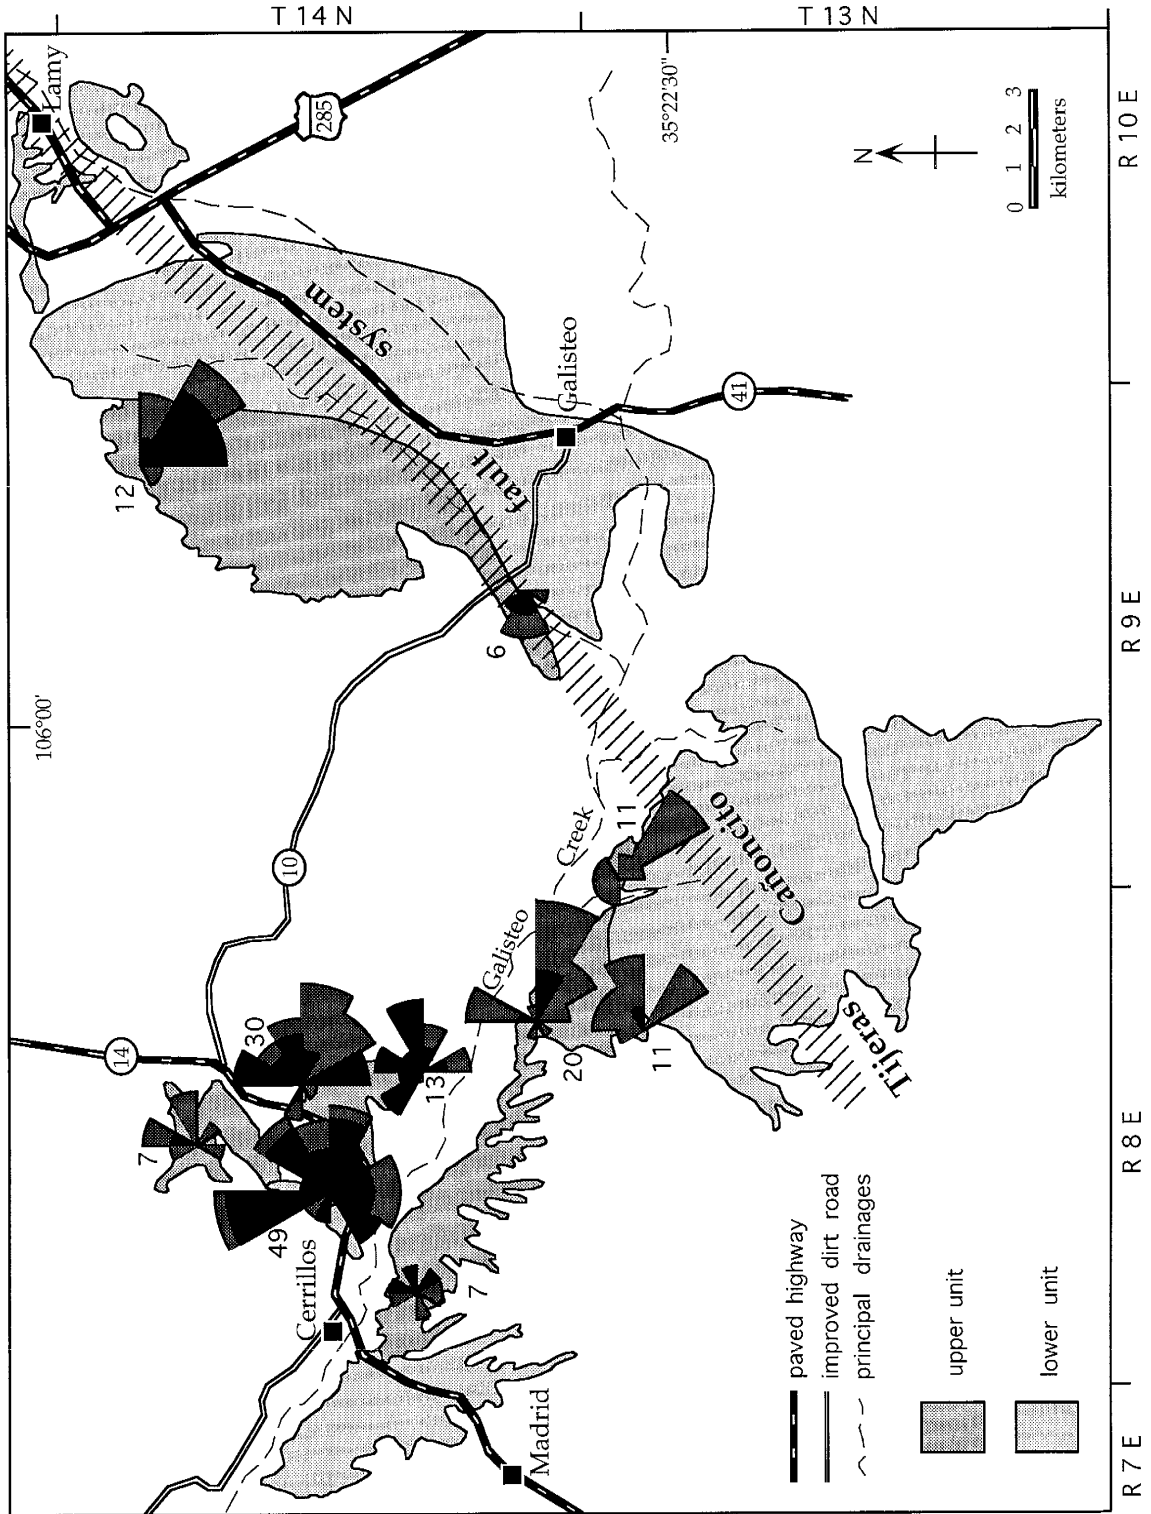 T 14 N
T 13 N
Lamy
285
35°22'30"
N
0 1 2 3
kilometers
R 10 E
system
Galisteo
41
12
fault
6
R 9 E
106°00'
10
Creek
11
Cañoncito
Galisteo
14
30
13
20
11
Tijeras
7
49
Cerrillos
7
R 8 E
Madrid
paved highway
improved dirt road
principal drainages
upper unit
lower unit
R 7 E